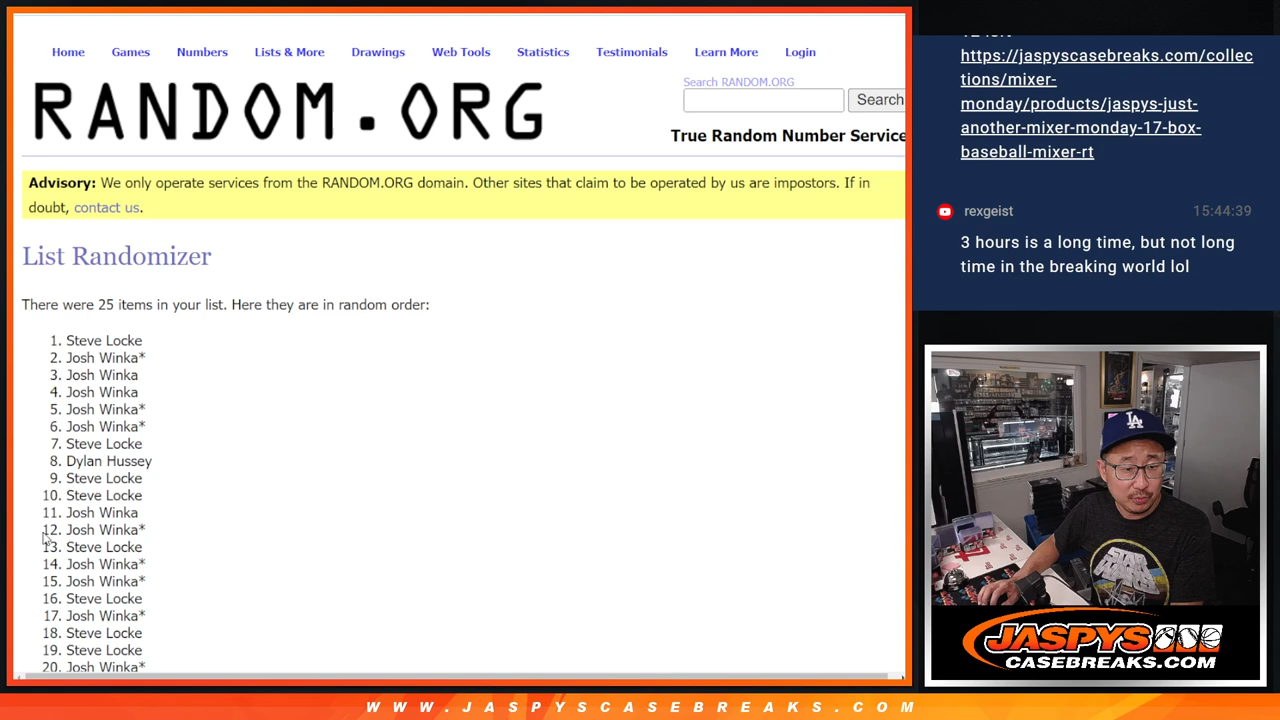 Home Games Numbers Lists & More Drawings Web Tools Statistics Testimonials Learn More Login
RANDOM.ORG
Search RANDOM.ORG
Search
True Random Number Service
Advisory: We only operate services from the RANDOM.ORG domain. Other sites that claim to be operated by us are impostors. If in
doubt, contact us.
List Randomizer
There were 25 items in your list. Here they are in random order:
1. Steve Locke
2. Josh Winka*
3. Josh Winka
4. Josh Winka
5. Josh Winka*
6. Josh Winka*
7. Steve Locke
8. Dylan Hussey
9. Steve Locke
10. Steve Locke
11. Josh Winka
12. Josh Winka*
13. Steve Locke
14. Josh Winka*
15. Josh Winka*
16. Steve Locke
17. Josh Winka*
18. Steve Locke
19. Steve Locke
20. Josh Winka*
https://jaspyscasebreaks.com/collec
tions/mixer-
monday/products/jaspys-just-
another-mixer-monday-17-box-
baseball-mixer-rt
rexgeist 15:44:39
3 hours is a long time, but not long
time in the breaking world lol
LA
STAR
WARS
JASPYS
CASEBREAKS.COM
WWW.JASPYSCASEBREAKS.COM